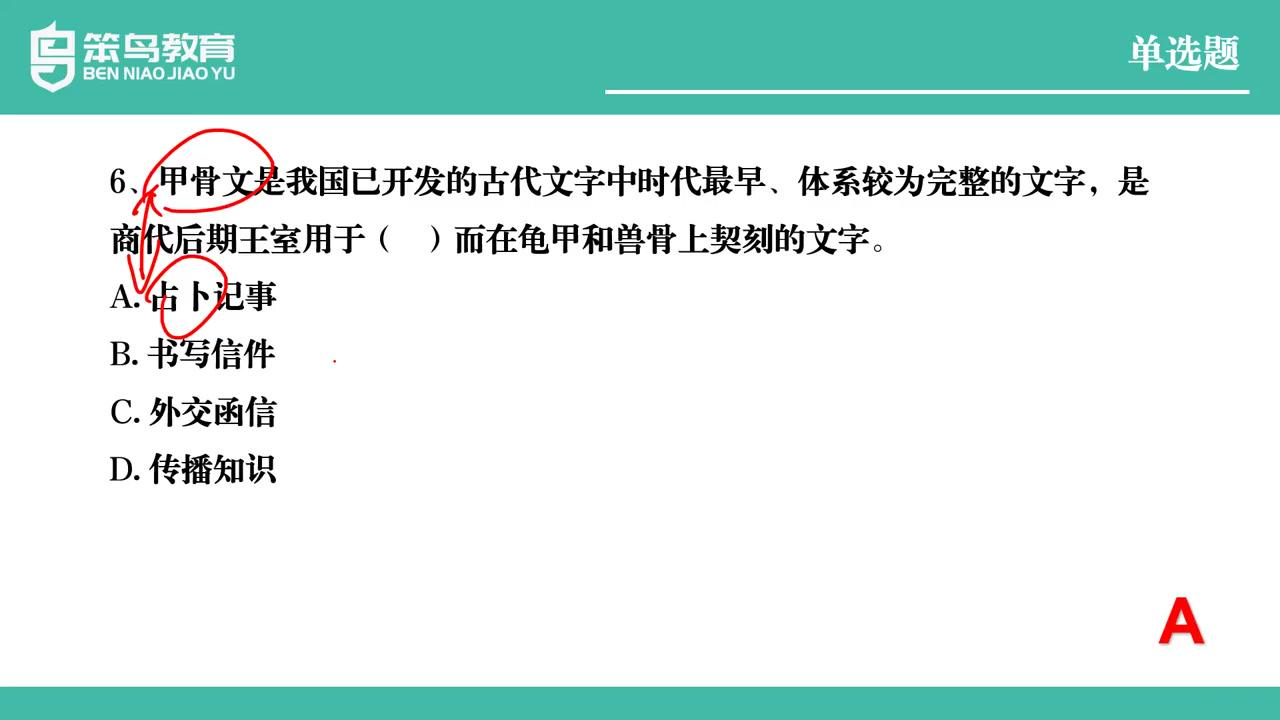 笨鸟教育
BEN NIAO JIAO YU
单选题
6、甲骨文是我国已开发的古代文字中时代最早、体系较为完整的文字，是
商代后期王室用于（　）而在龟甲和兽骨上契刻的文字。
A. 占卜记事
B. 书写信件
C. 外交函信
D. 传播知识
A